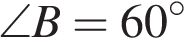 ∠B = 60°